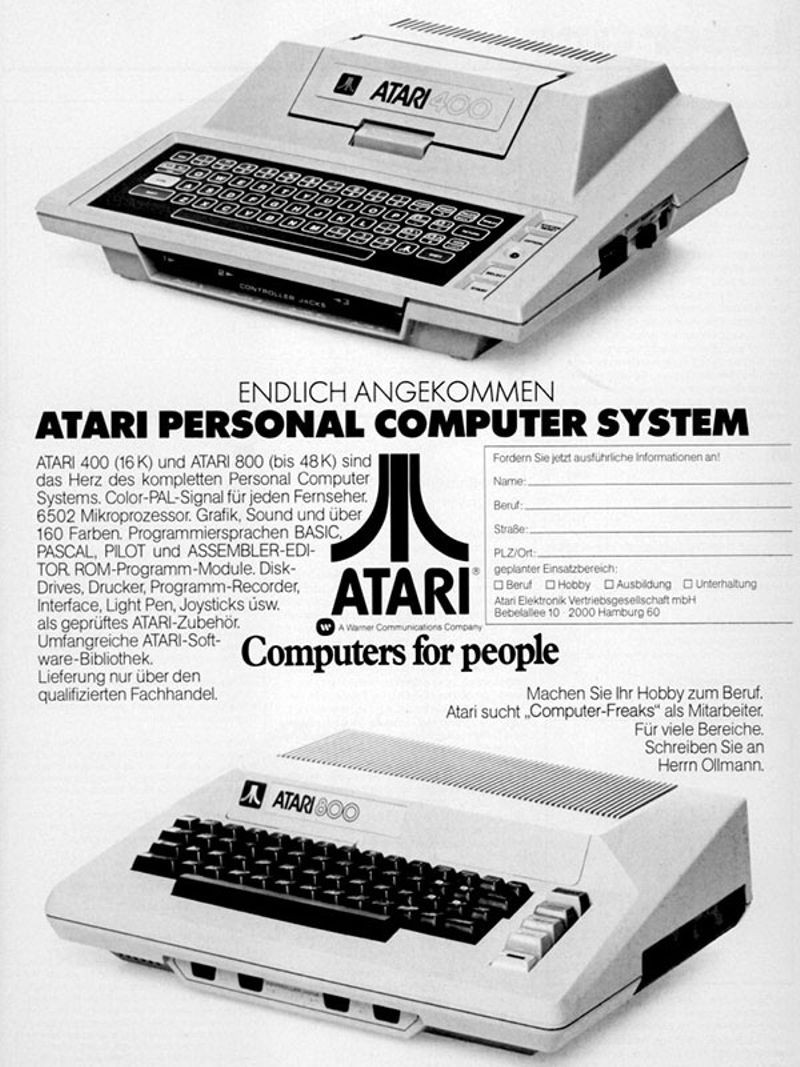 ATARI 400
1 2 CONTROLLER JACKS 3
SELECT
START
ENDLICH ANGEKOMMEN
ATARI PERSONAL COMPUTER SYSTEM
ATARI 400 (16 K) und ATARI 800 (bis 48 K) sind
das Herz des kompletten Personal Computer
Systems. Color-PAL-Signal für jeden Fernseher.
6502 Mikroprozessor. Grafik, Sound und über
160 Farben. Programmiersprachen BASIC,
PASCAL, PILOT und ASSEMBLER-EDI-
TOR. ROM-Programm-Module. Disk-
Drives, Drucker, Programm-Recorder,
Interface, Light Pen, Joysticks üsw.
als geprüftes ATARI-Zubehör.
Umfangreiche ATARI-Soft-
ware-Bibliothek.
Lieferung nur über den
qualifizierten Fachhandel.
ATARI®
A Warner Communications Company
Computers for people
Fordern Sie jetzt ausführliche Informationen an!
Name:
Beruf:
Straße:
PLZ/Ort:
geplanter Einsatzbereich:
☐ Beruf ☐ Hobby ☐ Ausbildung ☐ Unterhaltung
Atari Elektronik Vertriebsgesellschaft mbH
Bebelallee 10 · 2000 Hamburg 60
Machen Sie Ihr Hobby zum Beruf.
Atari sucht „Computer-Freaks“ als Mitarbeiter.
Für viele Bereiche.
Schreiben Sie an
Herrn Ollmann.
ATARI 800